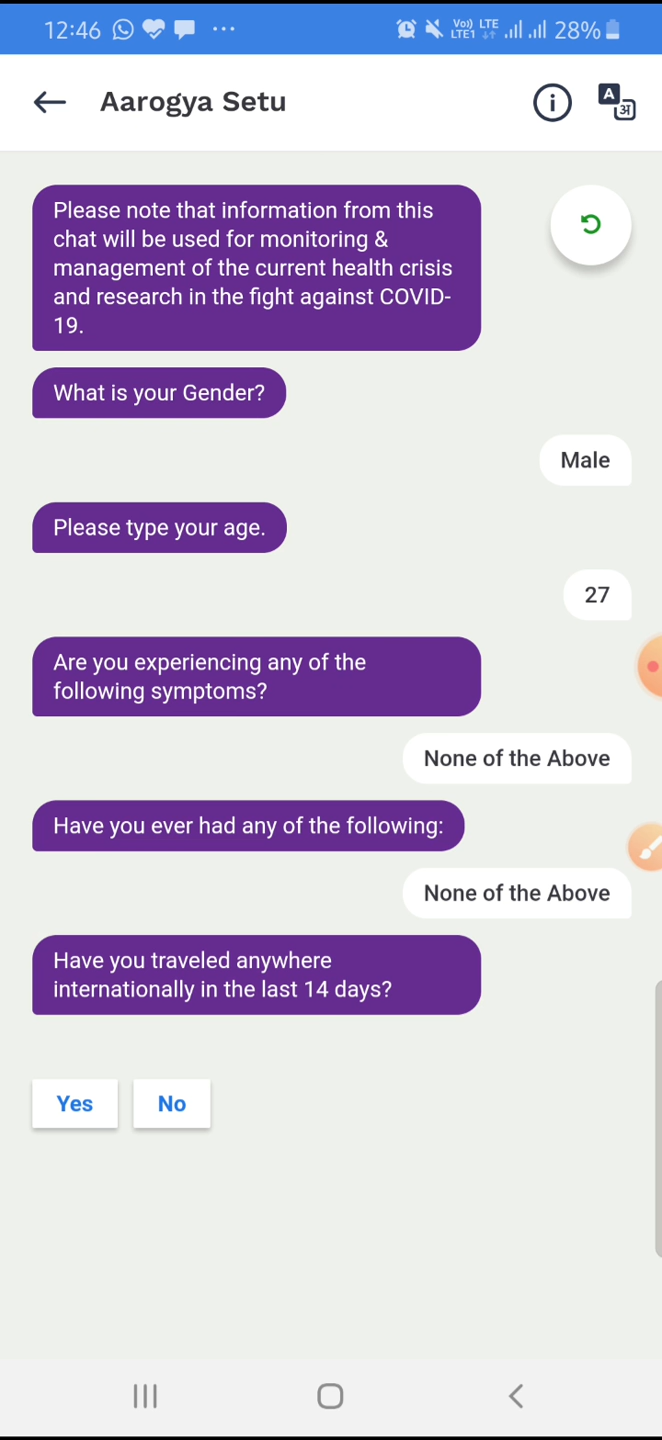 12:46 ... Vo) LTE LTE1 28%
Aarogya Setu
A अ
Please note that information from this
chat will be used for monitoring &
management of the current health crisis
and research in the fight against COVID-
19.
What is your Gender?
Male
Please type your age.
27
Are you experiencing any of the
following symptoms?
None of the Above
Have you ever had any of the following:
None of the Above
Have you traveled anywhere
internationally in the last 14 days?
Yes No